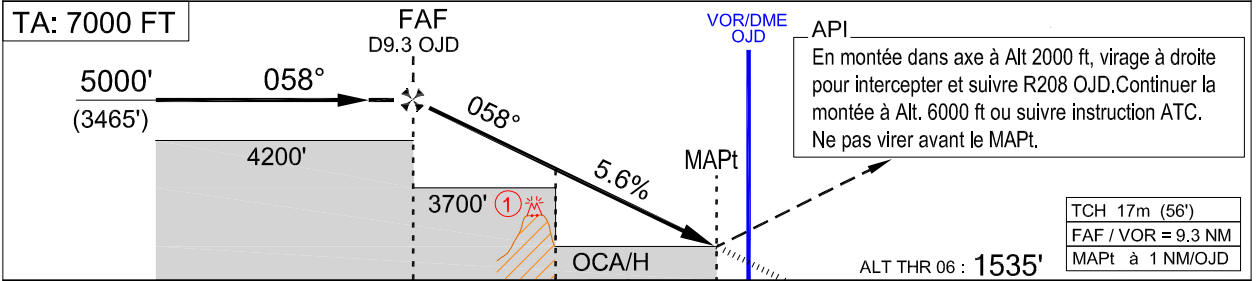 TA: 7000 FT
FAF
D9.3 OJD
VOR/DME
OJD
API
En montée dans axe à Alt 2000 ft, virage à droite
pour intercepter et suivre R208 OJD.Continuer la
montée à Alt. 6000 ft ou suivre instruction ATC.
Ne pas virer avant le MAPt.
5000'
058°
(3465')
058°
4200'
5.6%
MAPt
3700'
1
OCA/H
ALT THR 06 : 1535'
TCH 17m (56')
FAF / VOR = 9.3 NM
MAPt à 1 NM/OJD